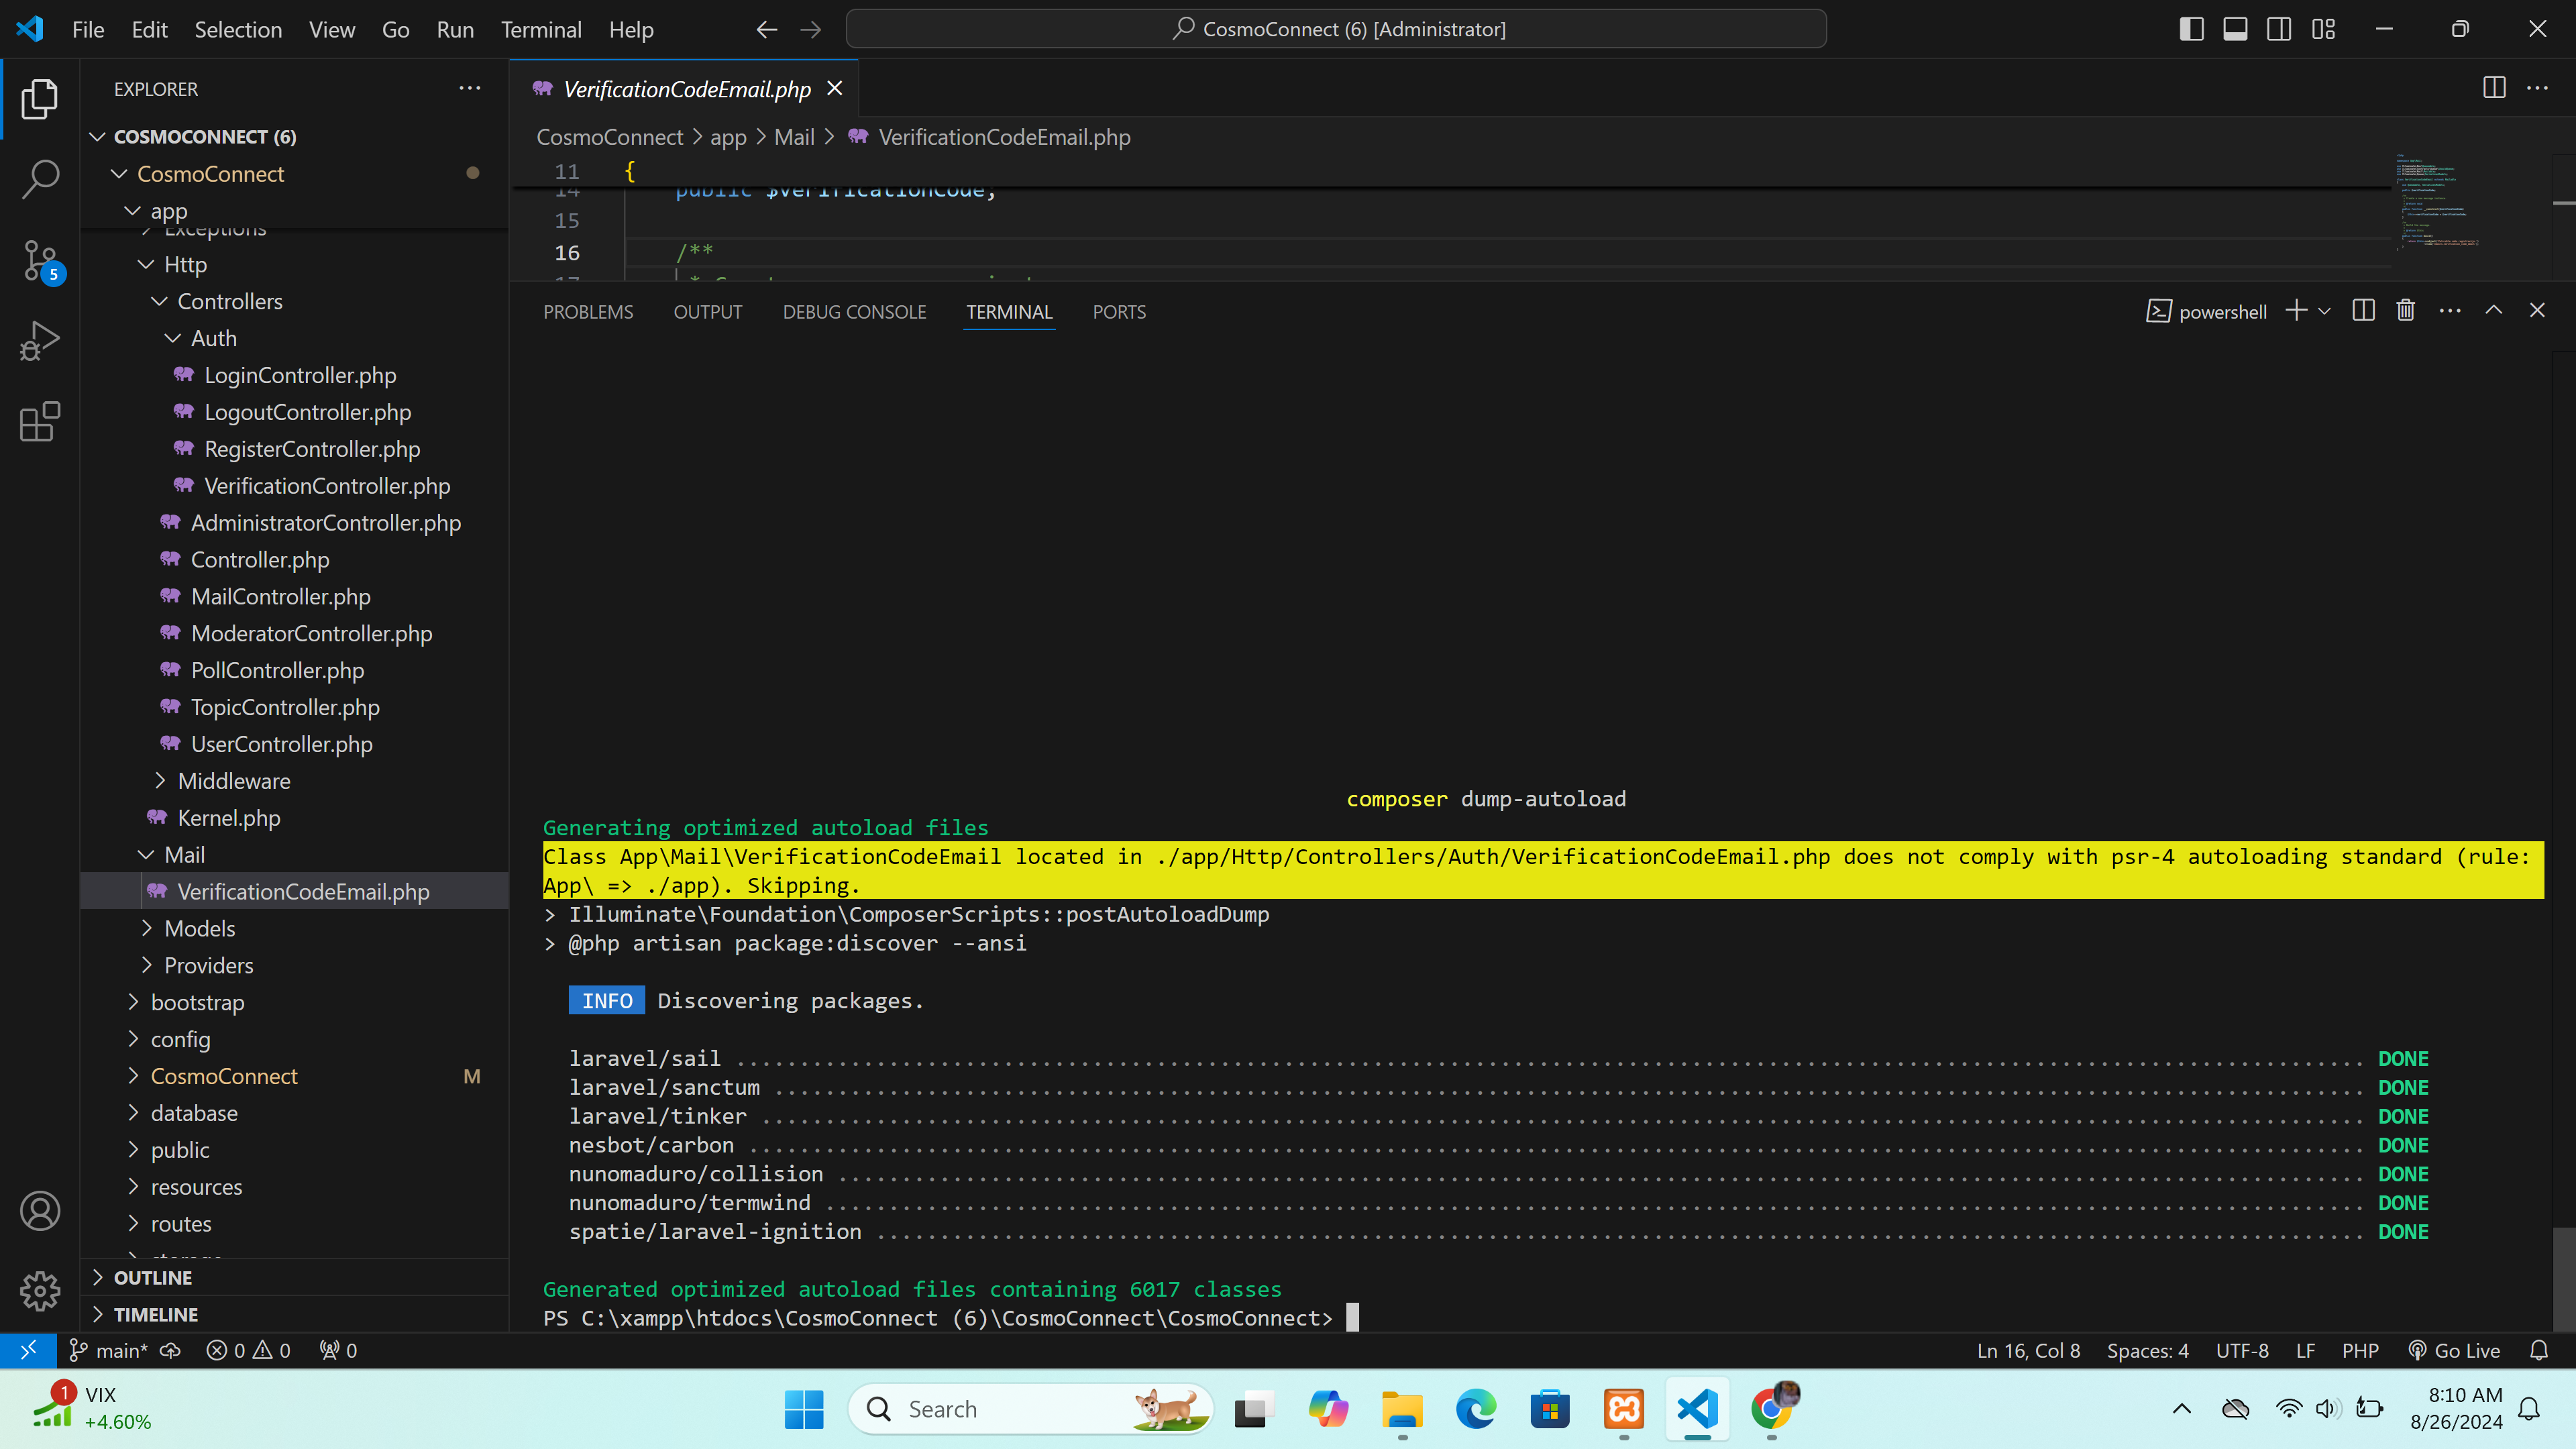 File Edit Selection View Go Run Terminal Help
CosmoConnect (6) [Administrator]
EXPLORER
COSMOCONNECT (6)
CosmoConnect
app
Exceptions
Http
Controllers
Auth
LoginController.php
LogoutController.php
RegisterController.php
VerificationController.php
AdministratorController.php
Controller.php
MailController.php
ModeratorController.php
PollController.php
TopicController.php
UserController.php
Middleware
Kernel.php
Mail
VerificationCodeEmail.php
Models
Providers
bootstrap
config
CosmoConnect M
database
public
resources
routes
storage
OUTLINE
TIMELINE
5
VerificationCodeEmail.php
CosmoConnect > app > Mail > VerificationCodeEmail.php
11 {
14 public $verificationCode;
15
16 /**
PROBLEMS OUTPUT DEBUG CONSOLE TERMINAL PORTS
powershell
composer dump-autoload
Generating optimized autoload files
Class App\Mail\VerificationCodeEmail located in ./app/Http/Controllers/Auth/VerificationCodeEmail.php does not comply with psr-4 autoloading standard (rule:
App\ => ./app). Skipping.
> Illuminate\Foundation\ComposerScripts::postAutoloadDump
> @php artisan package:discover --ansi
INFO Discovering packages.
laravel/sail DONE
laravel/sanctum DONE
laravel/tinker DONE
nesbot/carbon DONE
nunomaduro/collision DONE
nunomaduro/termwind DONE
spatie/laravel-ignition DONE
Generated optimized autoload files containing 6017 classes
PS C:\xampp\htdocs\CosmoConnect (6)\CosmoConnect\CosmoConnect>
main* 0 0 0 Ln 16, Col 8 Spaces: 4 UTF-8 LF PHP Go Live
1
VIX
+4.60%
Search
8:10 AM
8/26/2024